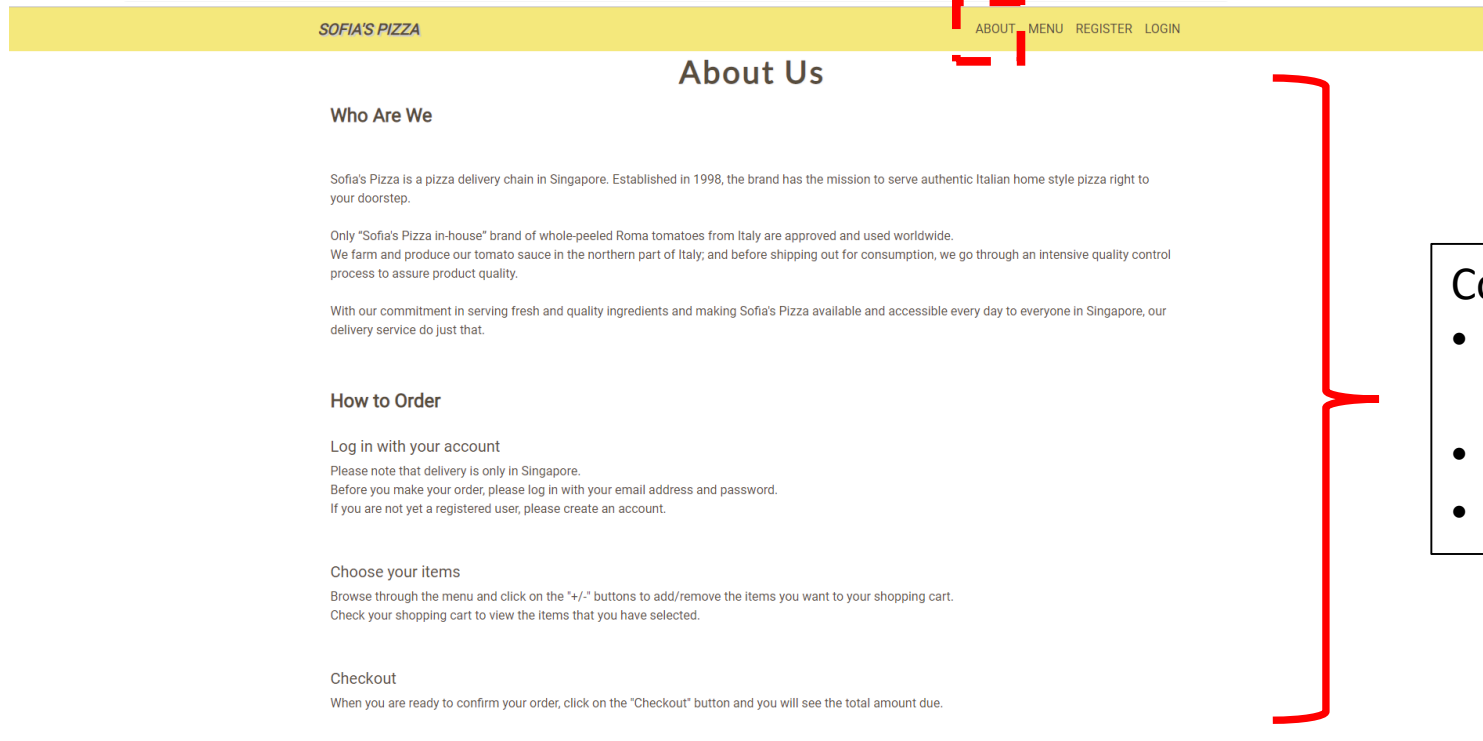 SOFIA'S PIZZA
ABOUT MENU REGISTER LOGIN
About Us
Who Are We
Sofia's Pizza is a pizza delivery chain in Singapore. Established in 1998, the brand has the mission to serve authentic Italian home style pizza right to
your doorstep.
Only “Sofia's Pizza in-house” brand of whole-peeled Roma tomatoes from Italy are approved and used worldwide.
We farm and produce our tomato sauce in the northern part of Italy; and before shipping out for consumption, we go through an intensive quality control
process to assure product quality.
With our commitment in serving fresh and quality ingredients and making Sofia's Pizza available and accessible every day to everyone in Singapore, our
delivery service do just that.
How to Order
Log in with your account
Please note that delivery is only in Singapore.
Before you make your order, please log in with your email address and password.
If you are not yet a registered user, please create an account.
Choose your items
Browse through the menu and click on the "+/-" buttons to add/remove the items you want to your shopping cart.
Check your shopping cart to view the items that you have selected.
Checkout
When you are ready to confirm your order, click on the "Checkout" button and you will see the total amount due.